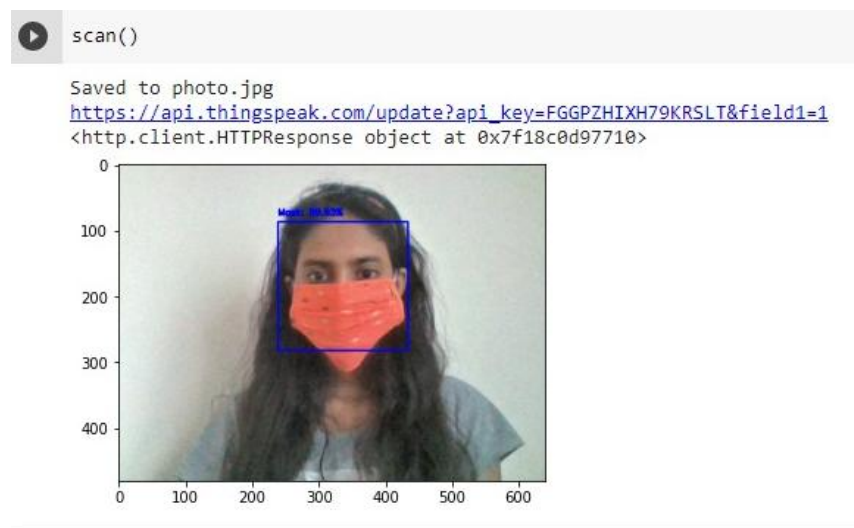 scan()
Saved to photo.jpg
https://api.thingspeak.com/update?api_key=FGGPZHIXH79KRSLT&field1=1
<http.client.HTTPResponse object at 0x7f18c0d97710>
0
100
200
300
400
0 100 200 300 400 500 600